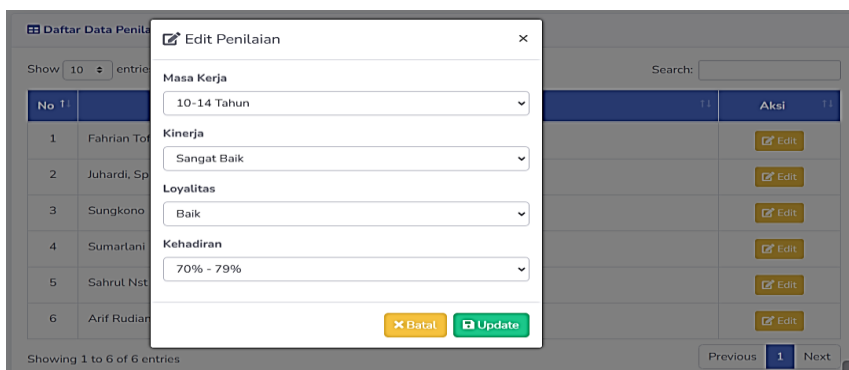 Daftar Data Penila
Edit Penilaian ×
Show 10 entrie
Search:
Masa Kerja
10-14 Tahun
No Aksi
Kinerja
Sangat Baik
Loyalitas
Baik
Kehadiran
70% - 79%
1 Fahrian Tof Edit
2 Juhardi, Sp Edit
3 Sungkono Edit
4 Sumarlani Edit
5 Sahrul Nst Edit
6 Arif Rudian Edit
× Batal Update
Showing 1 to 6 of 6 entries
Previous 1 Next